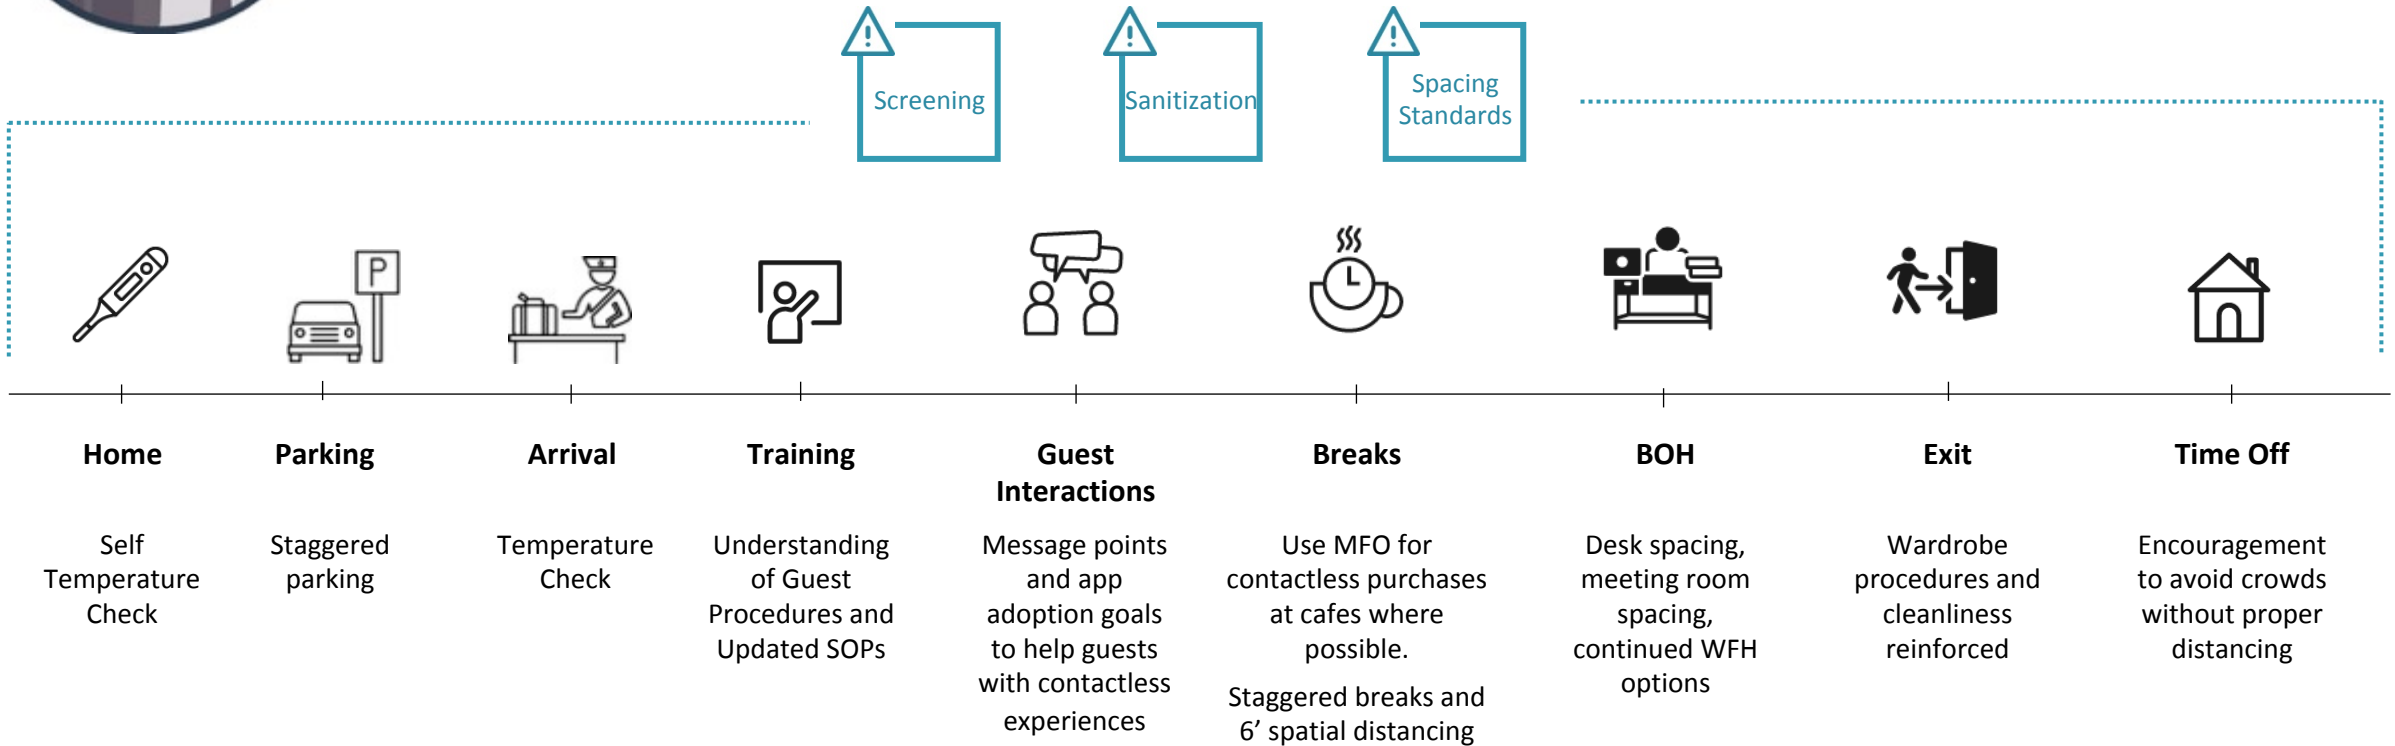 Screening
Sanitization
Spacing
Standards
P
Home
Self
Temperature
Check
Parking
Staggered
parking
Arrival
Temperature
Check
Training
Understanding
of Guest
Procedures and
Updated SOPs
Guest
Interactions
Message points
and app
adoption goals
to help guests
with contactless
experiences
Breaks
Use MFO for
contactless purchases
at cafes where
possible.
Staggered breaks and
6’ spatial distancing
BOH
Desk spacing,
meeting room
spacing,
continued WFH
options
Exit
Wardrobe
procedures and
cleanliness
reinforced
Time Off
Encouragement
to avoid crowds
without proper
distancing